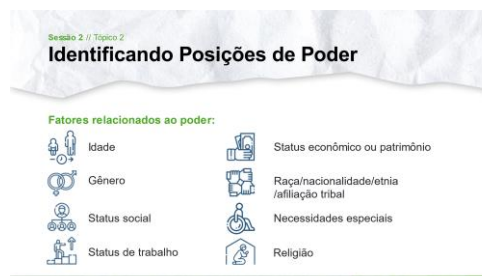 Sessão 2 // Tópico 2
Identificando Posições de Poder
Fatores relacionados ao poder:
Idade
Gênero
Status social
Status de trabalho
Status econômico ou patrimônio
Raça/nacionalidade/etnia
/afiliação tribal
Necessidades especiais
Religião